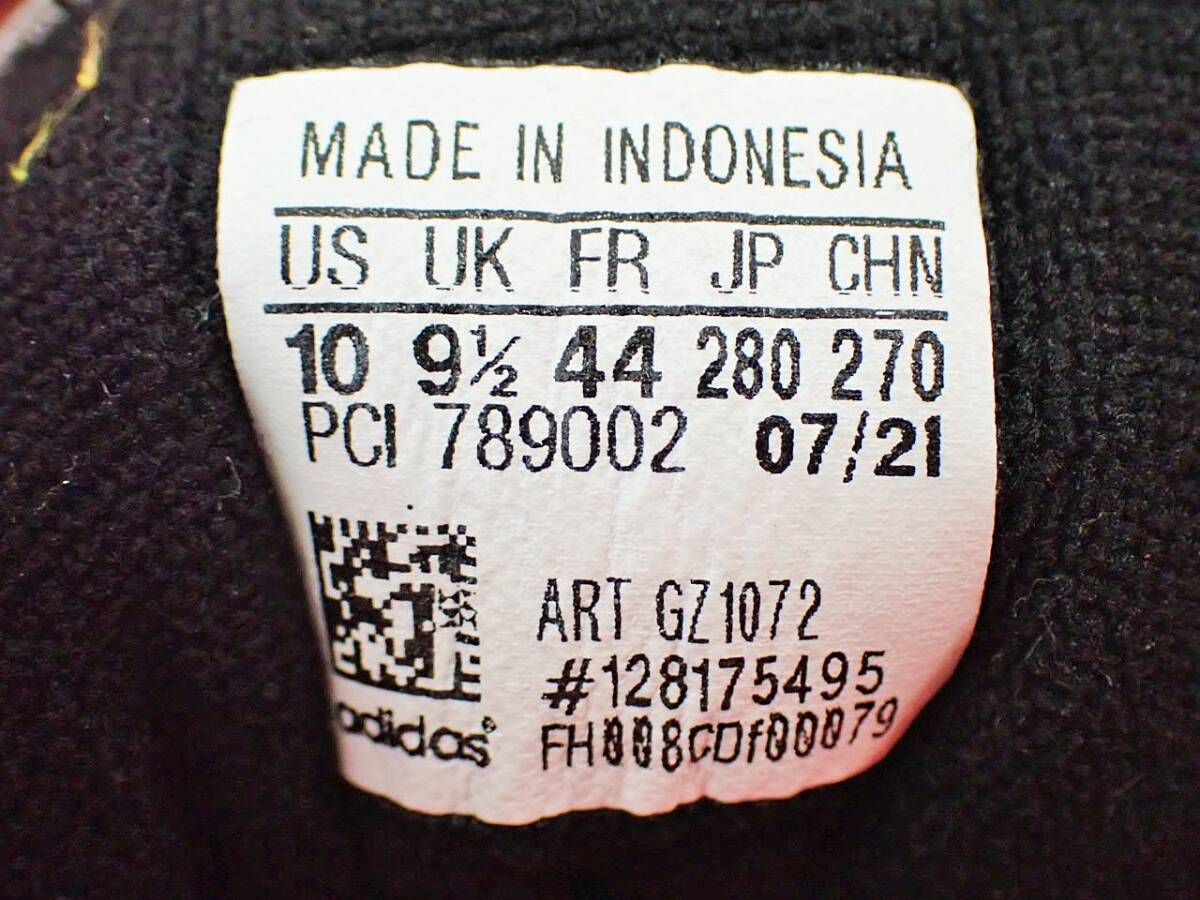 MADE IN INDONESIA
US UK FR JP CHN
10 9½ 44 280 270
PCI 789002 07/21
ART GZ1072
#128175495
FH008CDf00079
adidas®